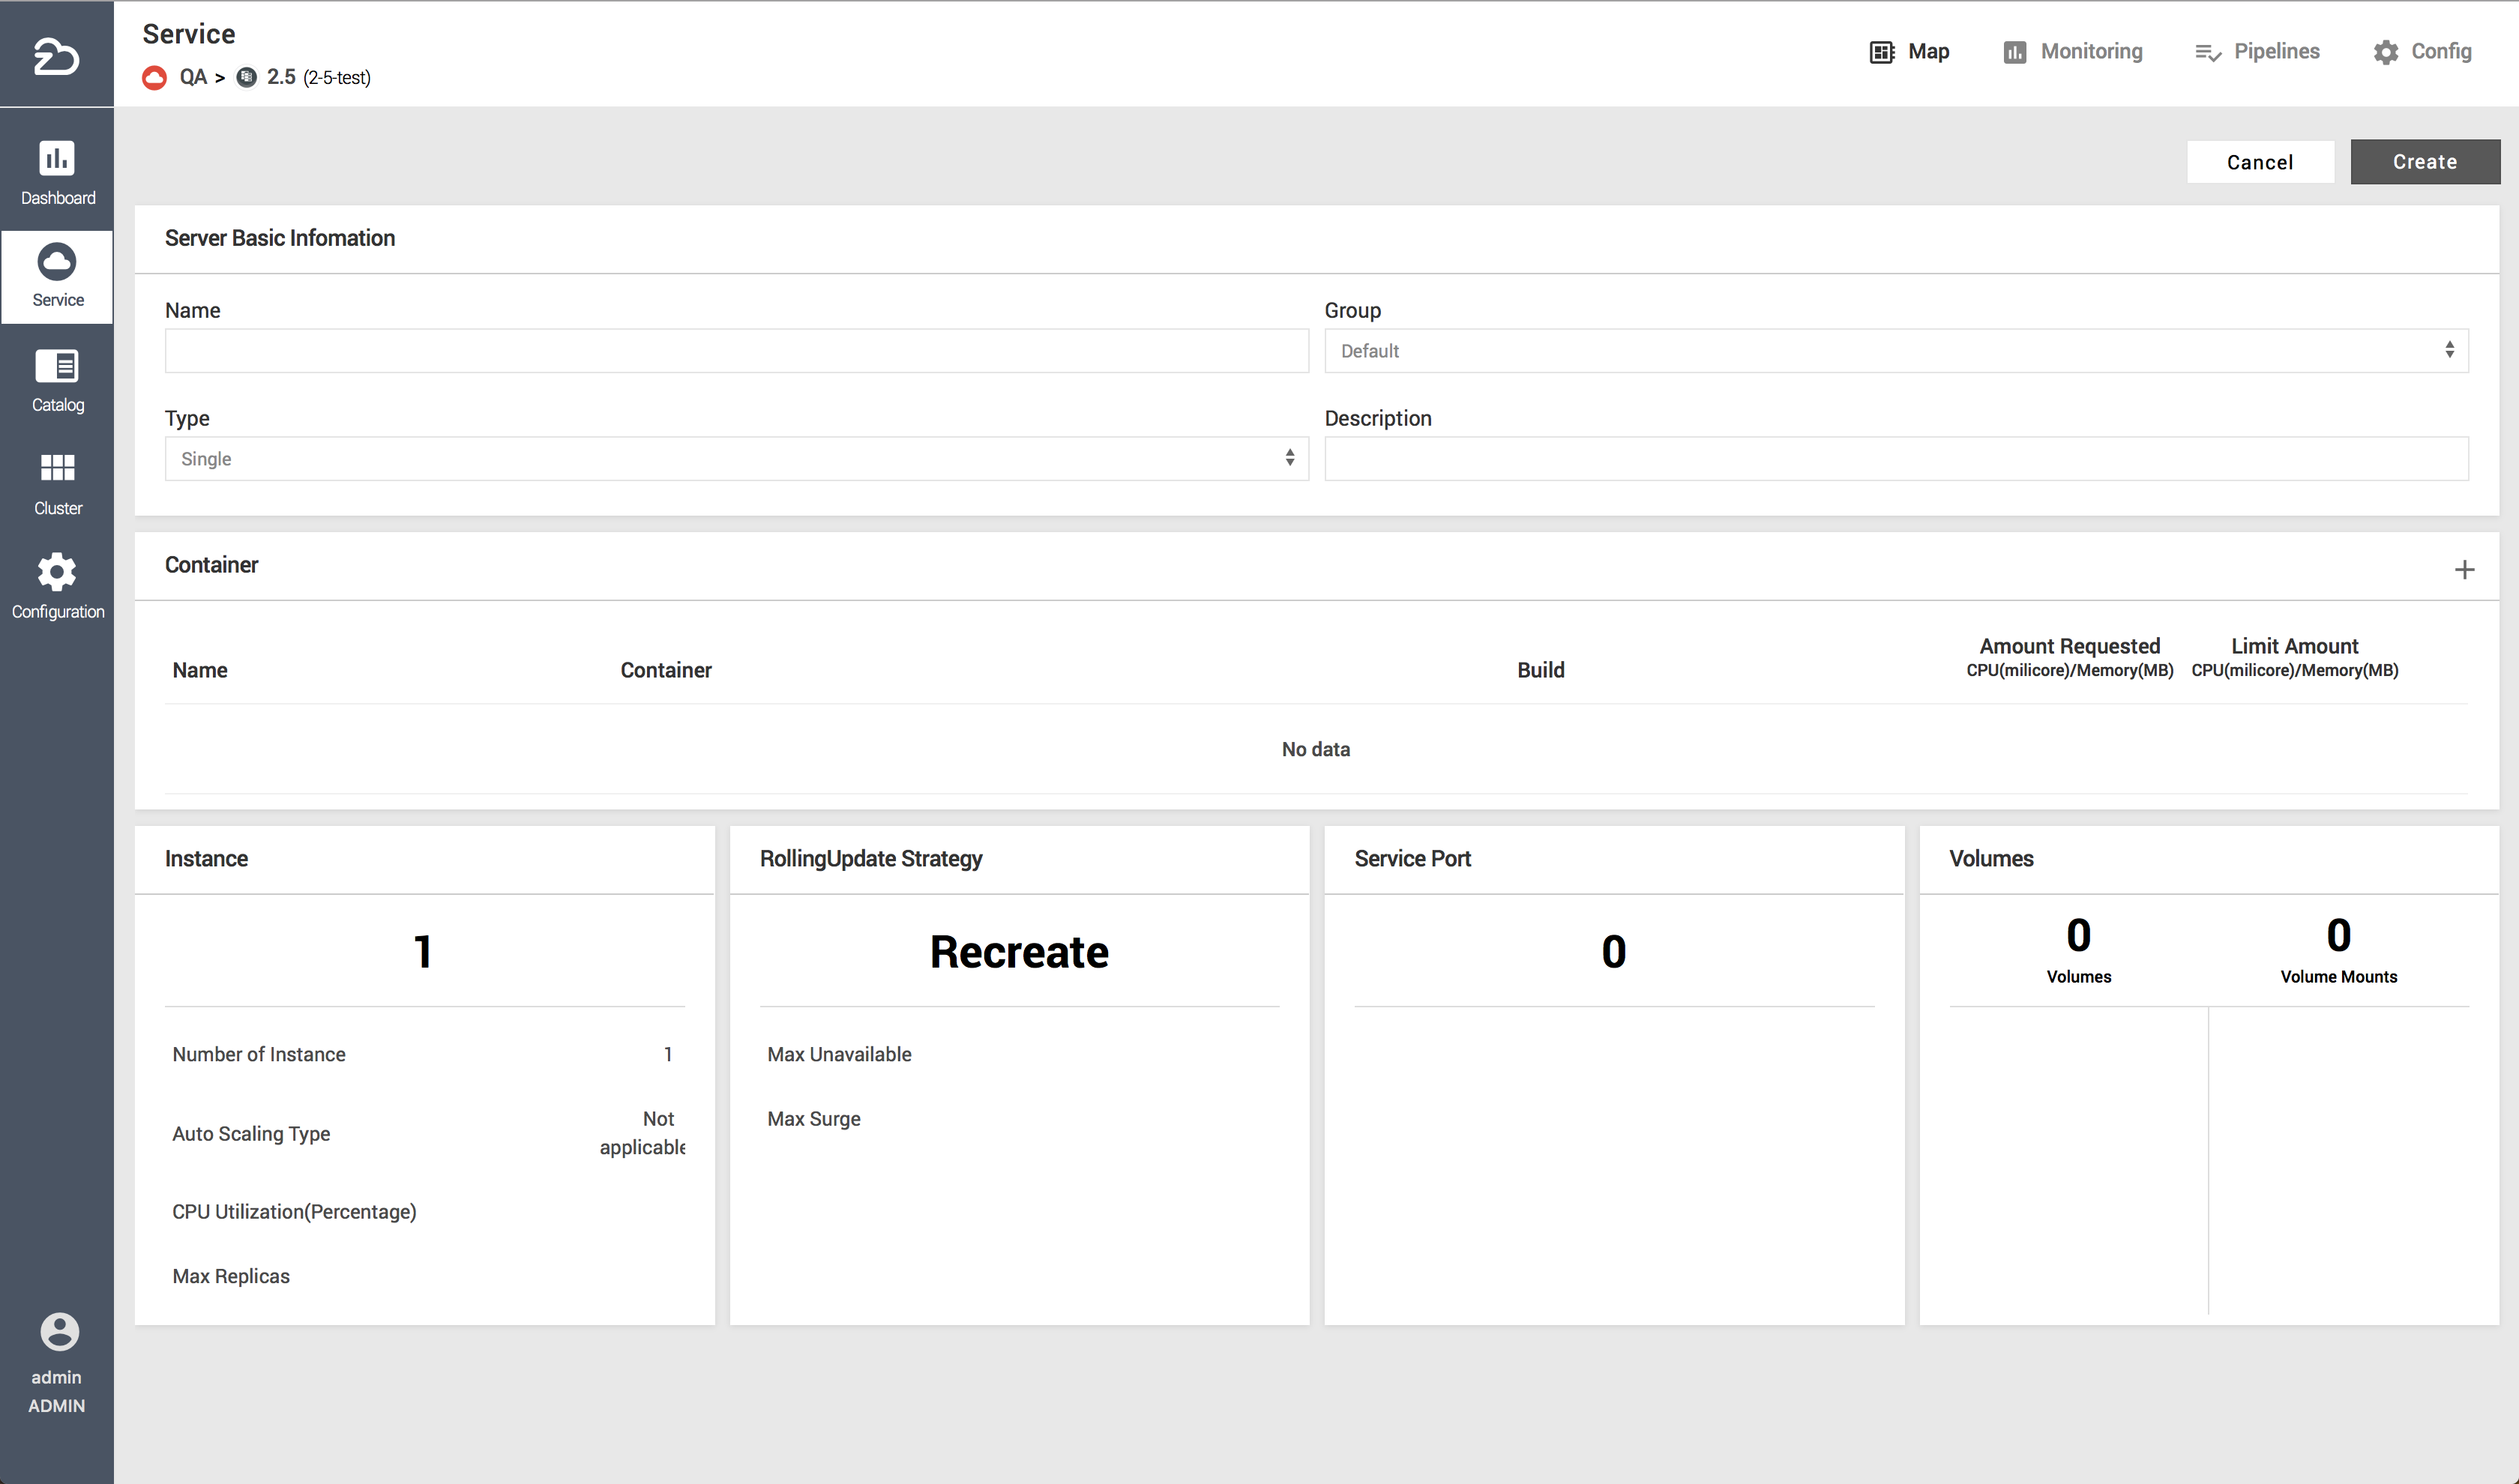 Service
QA > 2.5 (2-5-test)
Map
Monitoring
Pipelines
Config
Dashboard
Service
Catalog
Cluster
Configuration
admin
ADMIN
Cancel
Create
Server Basic Infomation
Name
Group
Default
Type
Description
Single
Container
Name
Container
Build
Amount Requested
CPU(milicore)/Memory(MB)
Limit Amount
CPU(milicore)/Memory(MB)
No data
Instance
1
Number of Instance 1
Auto Scaling Type
Not
applicable
CPU Utilization(Percentage)
Max Replicas
RollingUpdate Strategy
Recreate
Max Unavailable
Max Surge
Service Port
0
Volumes
0
Volumes
0
Volume Mounts